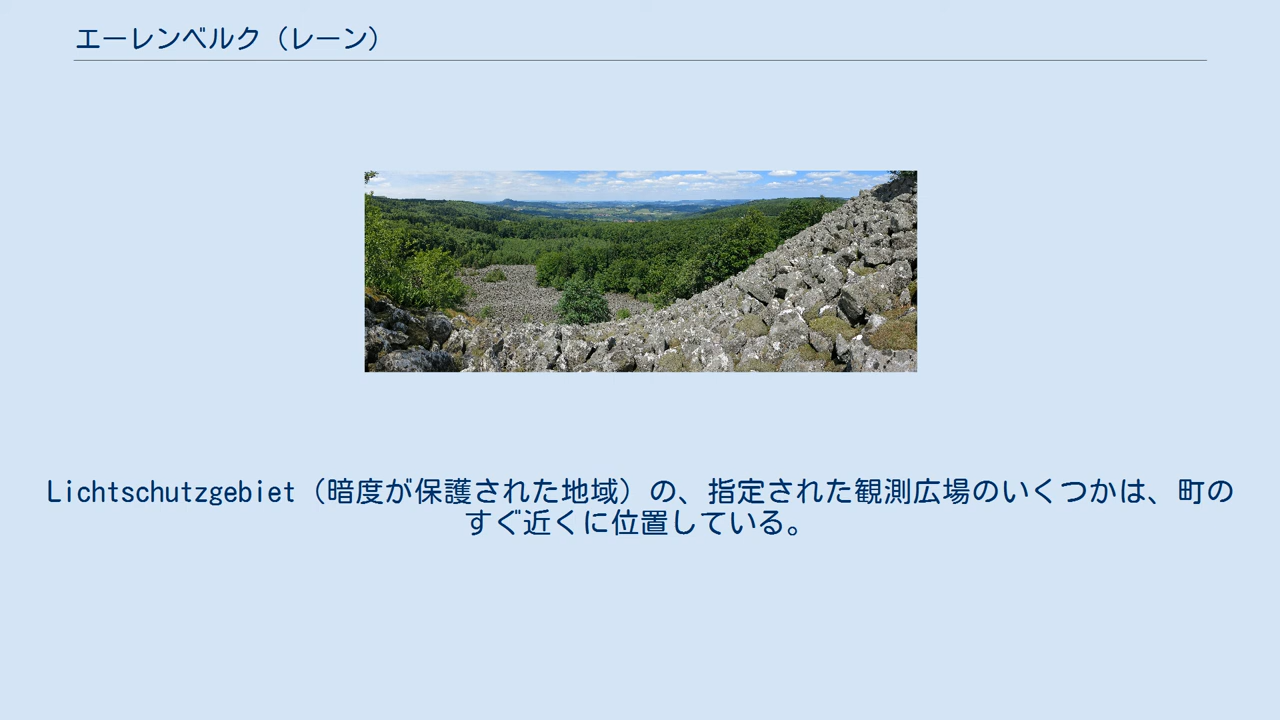 エーレンベルク（レーン）
Lichtschutzgebiet（暗度が保護された地域）の、指定された観測広場のいくつかは、町の
すぐ近くに位置している。